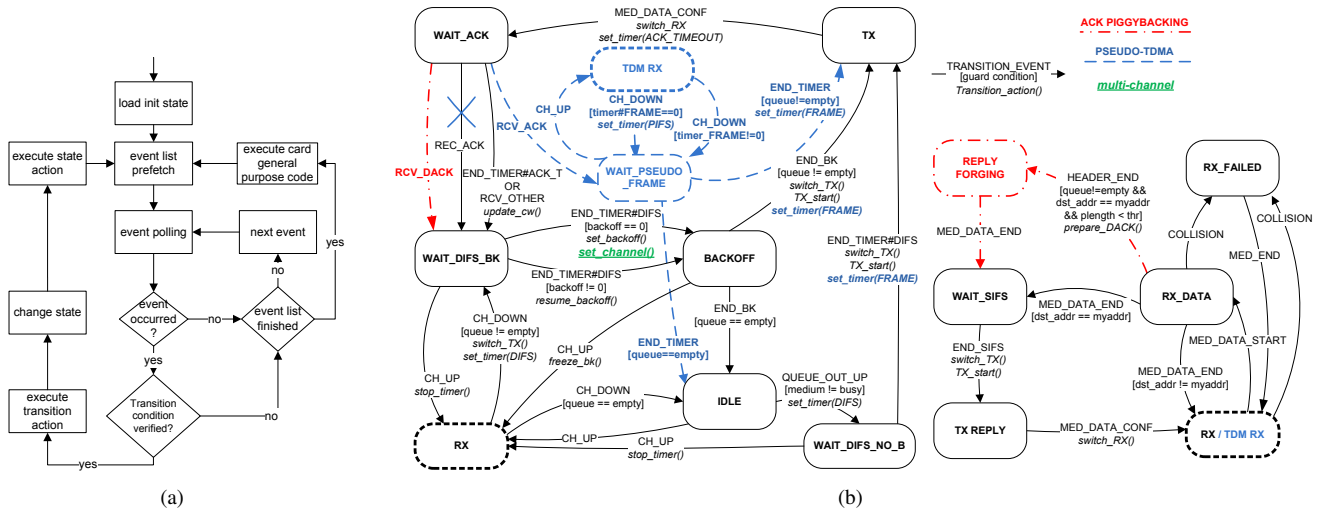 load init state
execute state
action
event list
prefetch
execute card
general
purpose code
event polling
next event
yes
no
change state
event
occurred
?
no
event list
finished
yes
execute
transition
action
Transition
condition
verified?
no
yes
(a)
WAIT_ACK
MED_DATA_CONF
switch_RX
set_timer(ACK_TIMEOUT)
TX
TDM RX
CH_UP
CH_DOWN
[timer#FRAME==0]
set_timer(PIFS)
CH_DOWN
[timer_FRAME!=0]
END_TIMER
[queue!=empty]
set_timer(FRAME)
RCV_ACK
REC_ACK
RCV_DACK
WAIT_PSEUDO
_FRAME
END_TIMER#ACK_T
OR
RCV_OTHER
update_cw()
END_BK
[queue != empty]
switch_TX()
TX_start()
set_timer(FRAME)
END_TIMER#DIFS
[backoff == 0]
set_backoff()
set_channel()
WAIT_DIFS_BK
BACKOFF
END_TIMER#DIFS
[backoff != 0]
resume_backoff()
END_TIMER#DIFS
switch_TX()
TX_start()
set_timer(FRAME)
CH_DOWN
[queue != empty]
switch_TX()
set_timer(DIFS)
END_BK
[queue == empty]
END_TIMER
[queue==empty]
CH_UP
freeze_bk()
CH_UP
stop_timer()
CH_DOWN
[queue == empty]
IDLE
QUEUE_OUT_UP
[medium != busy]
set_timer(DIFS)
RX
CH_UP
CH_UP
stop_timer()
WAIT_DIFS_NO_B
(b)
ACK PIGGYBACKING
PSEUDO-TDMA
multi-channel
TRANSITION_EVENT
[guard condition]
Transition_action()
REPLY
FORGING
HEADER_END
[queue!=empty &&
dst_addr == myaddr
&& plength < thr]
prepare_DACK()
RX_FAILED
MED_DATA_END
COLLISION
COLLISION
MED_END
WAIT_SIFS
MED_DATA_END
[dst_addr == myaddr]
RX_DATA
MED_DATA_START
END_SIFS
switch_TX()
TX_start()
MED_DATA_END
[dst_addr != myaddr]
TX REPLY
MED_DATA_CONF
switch_RX()
RX / TDM RX